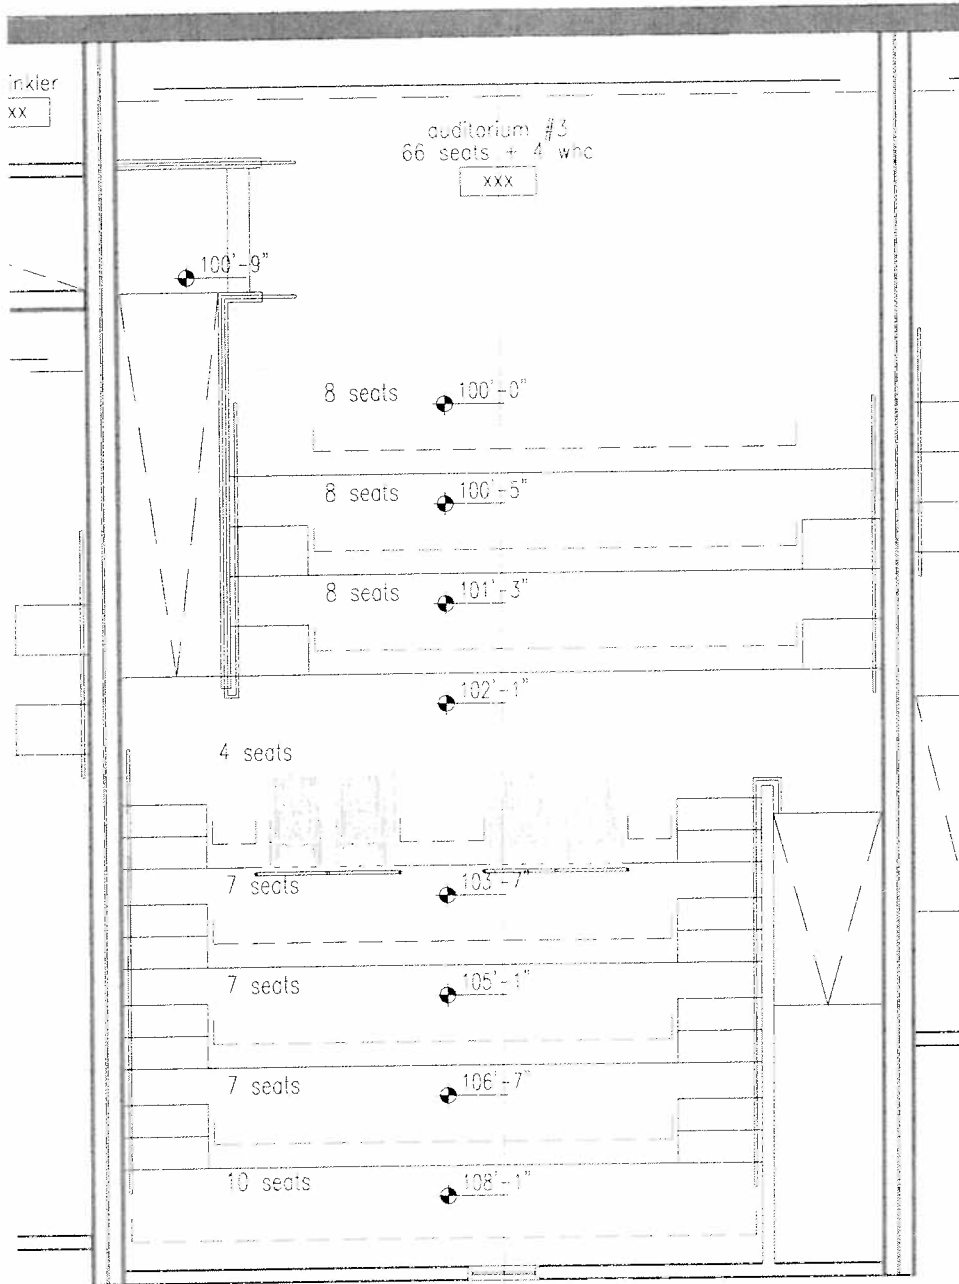 inkler
xx
auditorium #3
66 seats + 4 whc
xxx
100'-9"
8 seats 100'-0"
8 seats 100'-5"
8 seats 101'-3"
102'-1"
4 seats
7 seats 103'-7"
7 seats 105'-1"
7 seats 106'-7"
10 seats 108'-1"